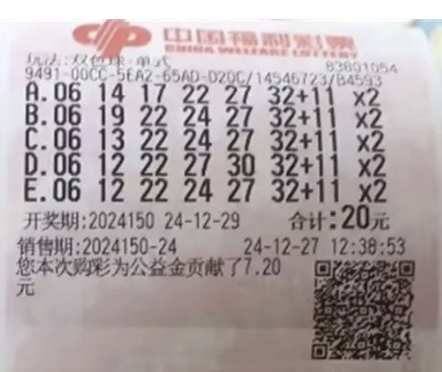 中国福利彩票
CHINA WELFARE LOTTERY
玩法:双色球-单式
83801054
9491-00CC-5EA2-65AD-D20C/14546723/B4593
A.06 14 17 22 27 32+11 x2
B.06 19 22 24 27 32+11 x2
C.06 13 22 24 27 32+11 x2
D.06 12 22 27 30 32+11 x2
E.06 12 22 24 27 32+11 x2
开奖期:2024150 24-12-29 合计:20元
销售期:2024150-24 24-12-27 12:38:53
您本次购彩为公益金贡献了7.20
元